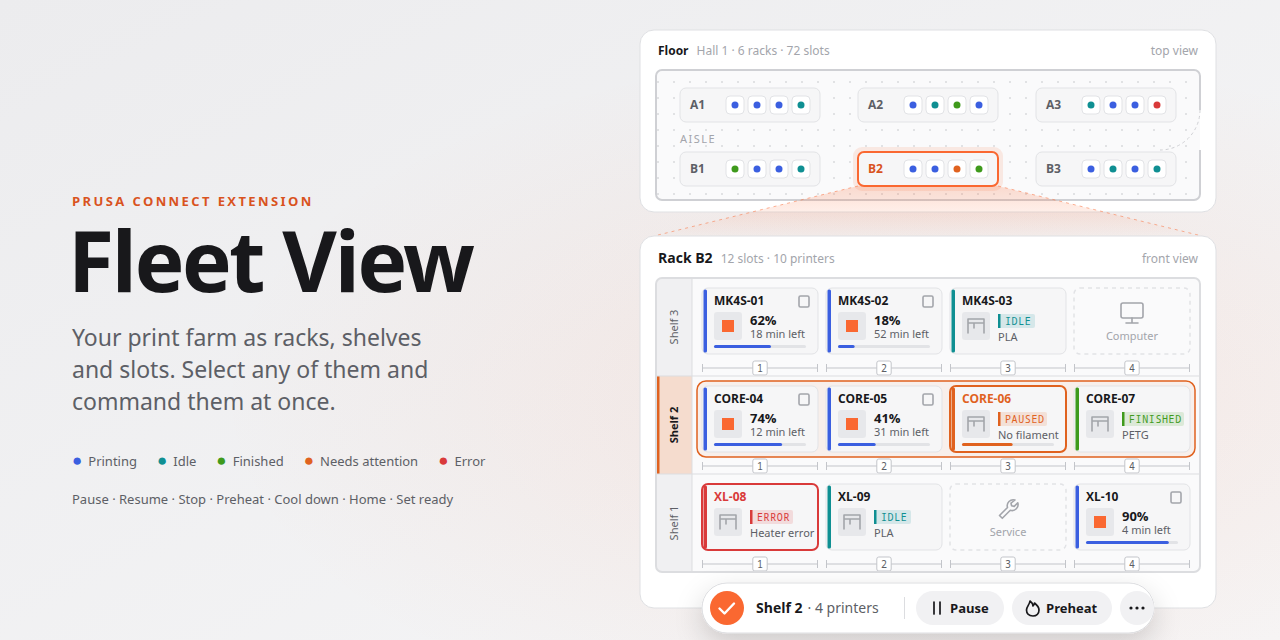 PRUSA CONNECT EXTENSION
Fleet View
Your print farm as racks, shelves
and slots. Select any of them and
command them at once.
Printing Idle Finished Needs attention Error
Pause · Resume · Stop · Preheat · Cool down · Home · Set ready
Floor Hall 1 · 6 racks · 72 slots top view
A1 A2 A3
AISLE
B1 B2 B3
Rack B2 12 slots · 10 printers front view
Shelf 3
MK4S-01
62%
18 min left
MK4S-02
18%
52 min left
MK4S-03
IDLE
PLA
Computer
1 2 3 4
Shelf 2
CORE-04
74%
12 min left
CORE-05
41%
31 min left
CORE-06
PAUSED
No filament
CORE-07
FINISHED
PETG
1 2 3 4
Shelf 1
XL-08
ERROR
Heater error
XL-09
IDLE
PLA
Service
XL-10
90%
4 min left
1 2 3 4
Shelf 2 · 4 printers Pause Preheat